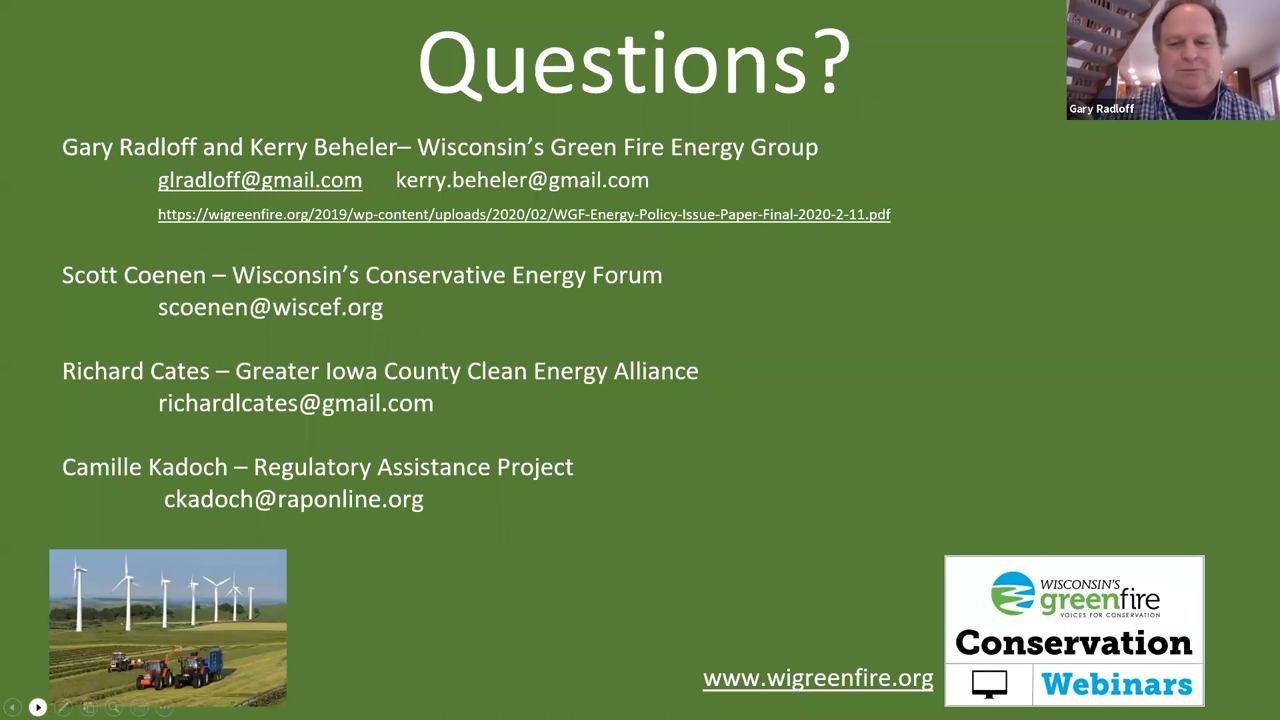 Questions?
Gary Radloff
Gary Radloff and Kerry Beheler– Wisconsin's Green Fire Energy Group
glradloff@gmail.com kerry.beheler@gmail.com
https://wigreenfire.org/2019/wp-content/uploads/2020/02/WGF-Energy-Policy-Issue-Paper-Final-2020-2-11.pdf
Scott Coenen – Wisconsin's Conservative Energy Forum
scoenen@wiscef.org
Richard Cates – Greater Iowa County Clean Energy Alliance
richardlcates@gmail.com
Camille Kadoch – Regulatory Assistance Project
ckadoch@raponline.org
www.wigreenfire.org
WISCONSIN'S
greenfire
VOICES FOR CONSERVATION
Conservation
Webinars